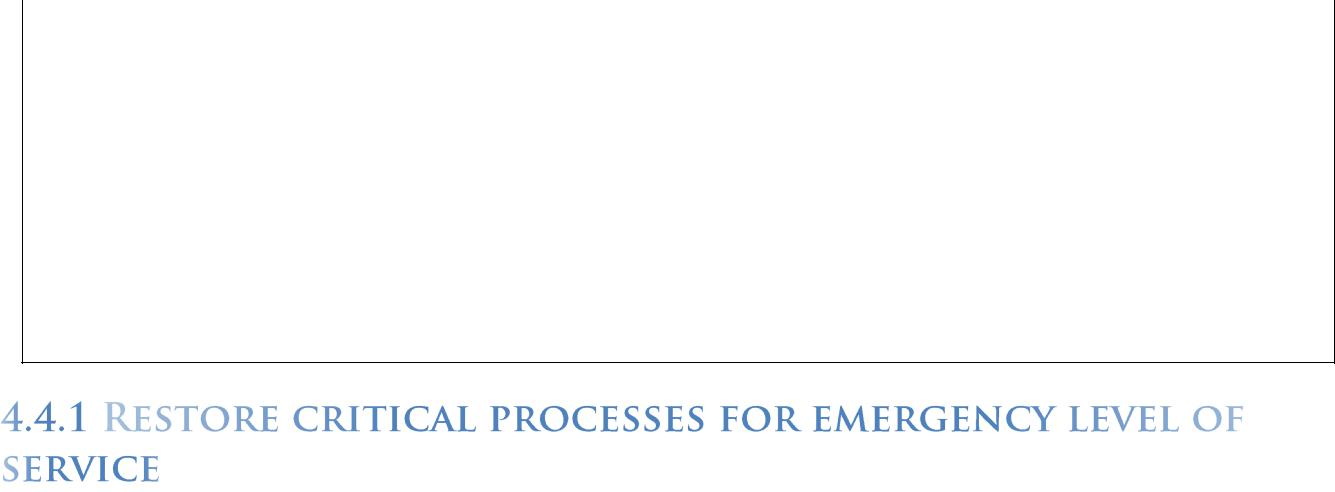 4.4.1 Restore critical processes for emergency level of
service